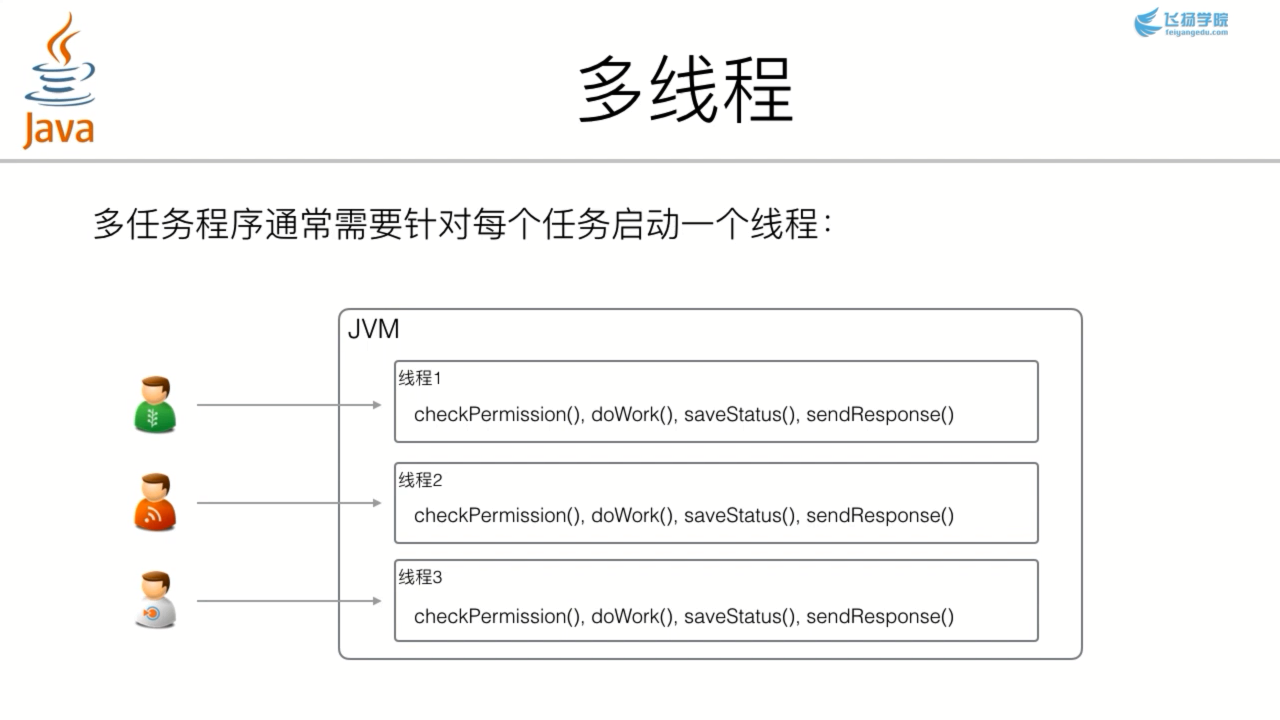 Java
飞扬学院
feiyangedu.com
多线程
多任务程序通常需要针对每个任务启动一个线程：
JVM
线程1
checkPermission(), doWork(), saveStatus(), sendResponse()
线程2
checkPermission(), doWork(), saveStatus(), sendResponse()
线程3
checkPermission(), doWork(), saveStatus(), sendResponse()